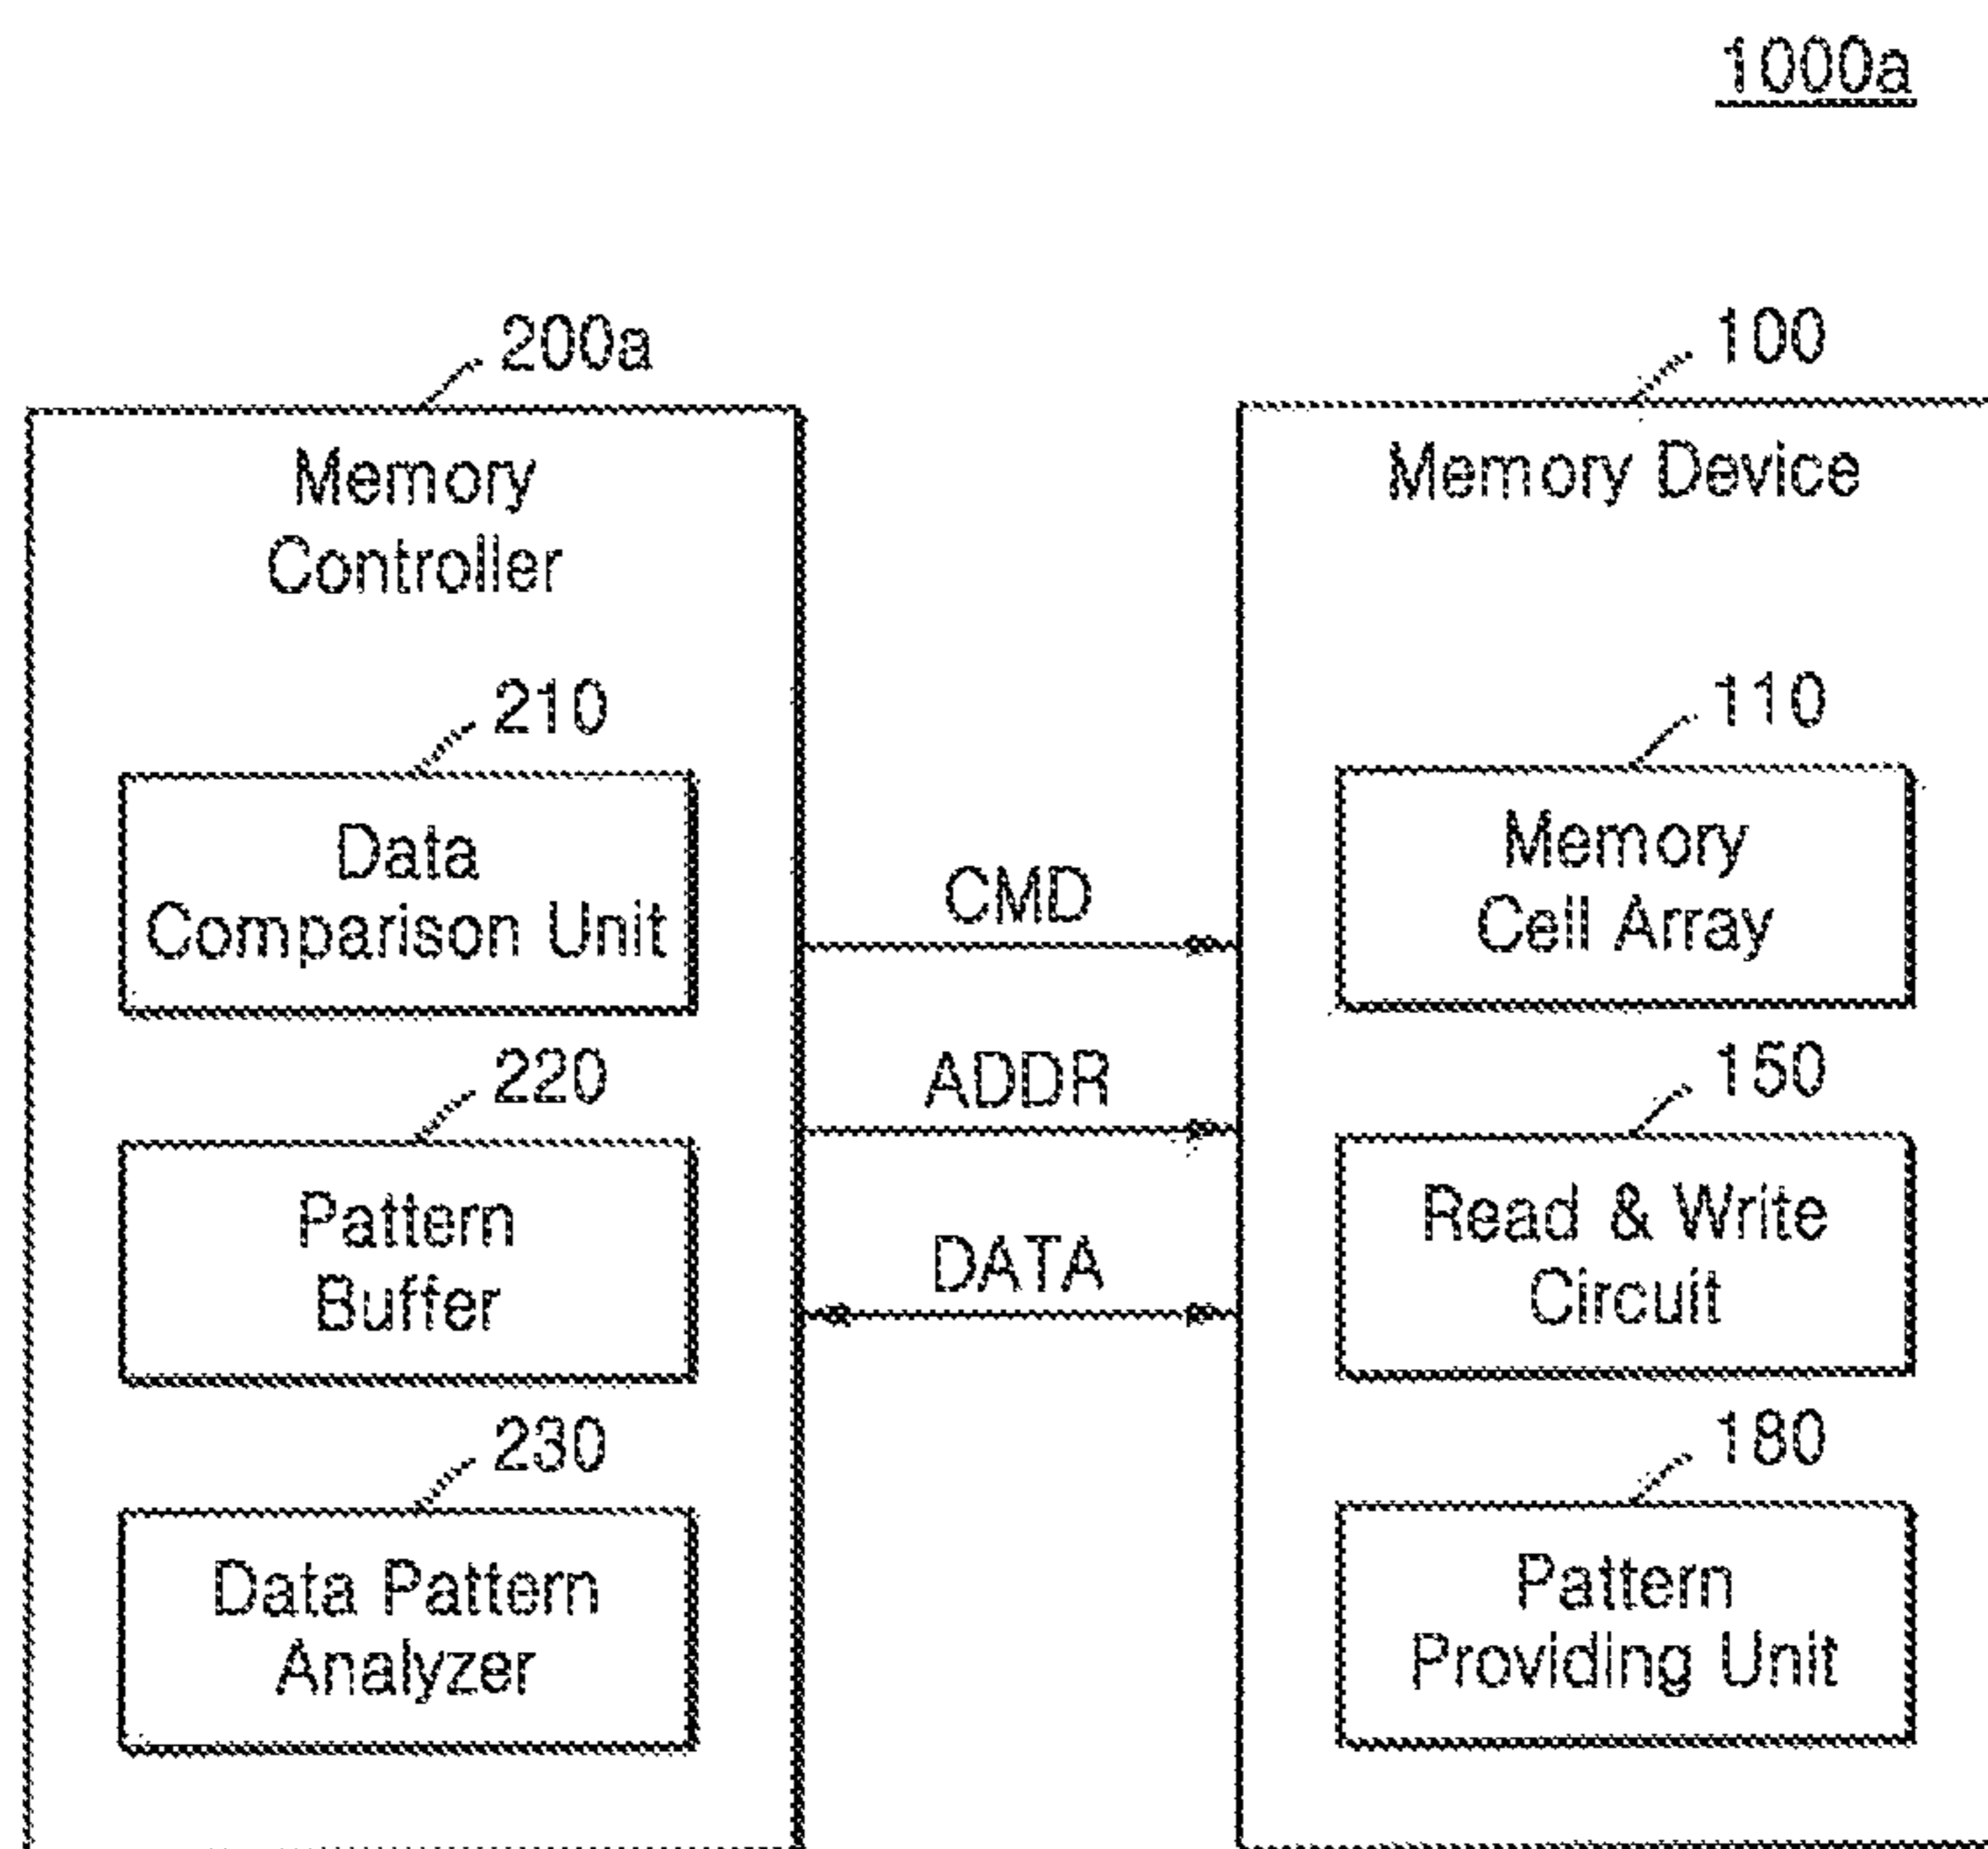 1000a
200a
Memory
Controller
210
Data
Comparison Unit
220
Pattern
Buffer
230
Data Pattern
Analyzer
CMD
ADDR
DATA
100
Memory Device
110
Memory
Cell Array
150
Read & Write
Circuit
180
Pattern
Providing Unit